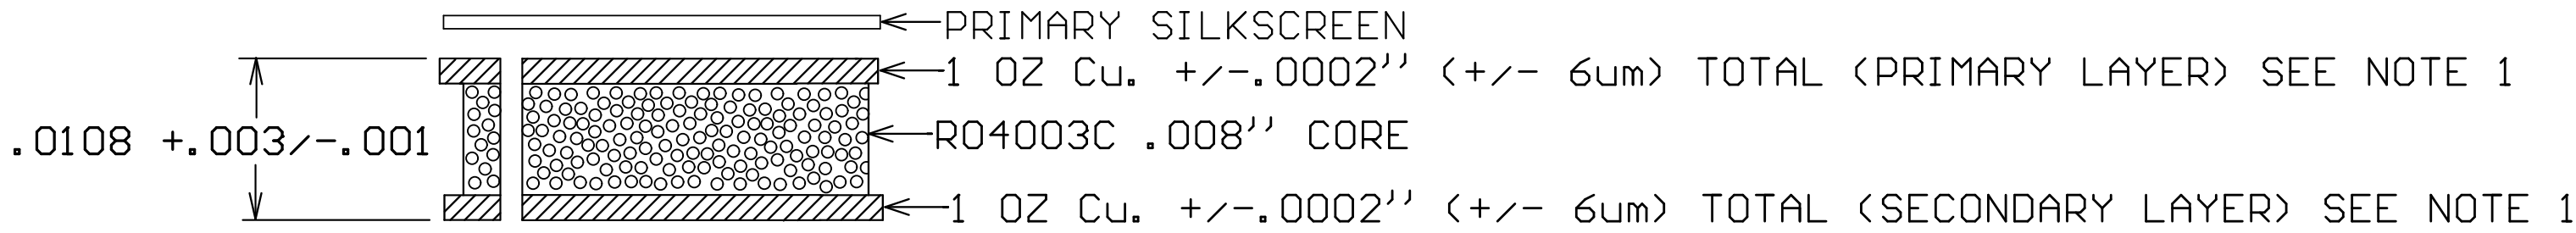 PRIMARY SILKSCREEN
1 OZ Cu. +/-.0002'' (+/- 6um) TOTAL (PRIMARY LAYER) SEE NOTE 1
.0108 +.003/-.001
RO4003C .008'' CORE
1 OZ Cu. +/-.0002'' (+/- 6um) TOTAL (SECONDARY LAYER) SEE NOTE 1